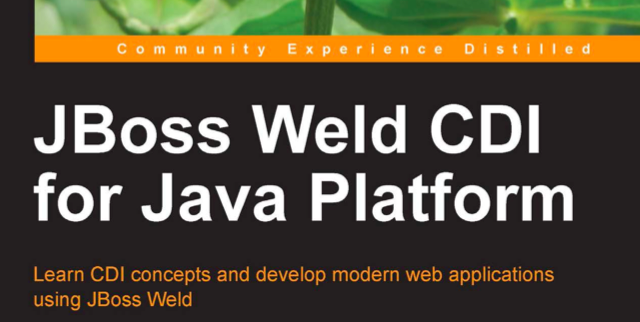 Community Experience Distilled
JBoss Weld CDI
for Java Platform
Learn CDI concepts and develop modern web applications
using JBoss Weld